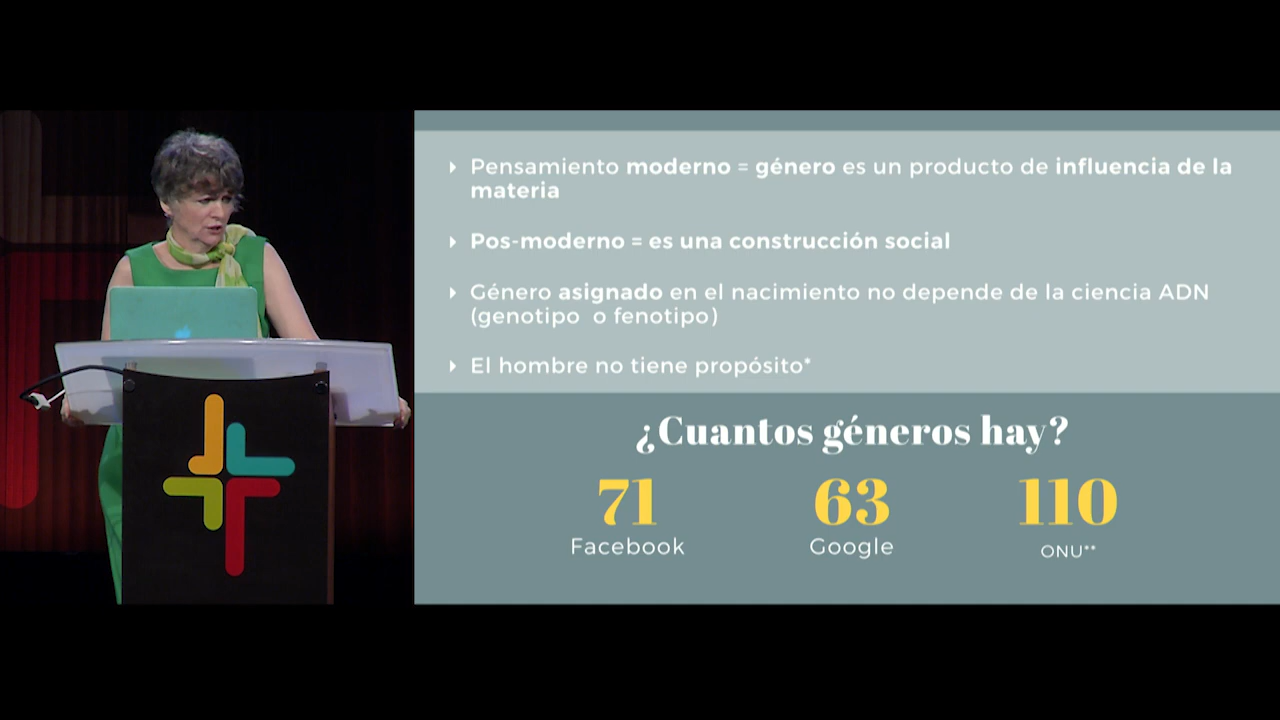 Pensamiento moderno = género es un producto de influencia de la
materia
Pos-moderno = es una construcción social
Género asignado en el nacimiento no depende de la ciencia ADN
(genotipo o fenotipo)
El hombre no tiene propósito*
¿Cuantos géneros hay?
71 63 110
Facebook Google ONU**